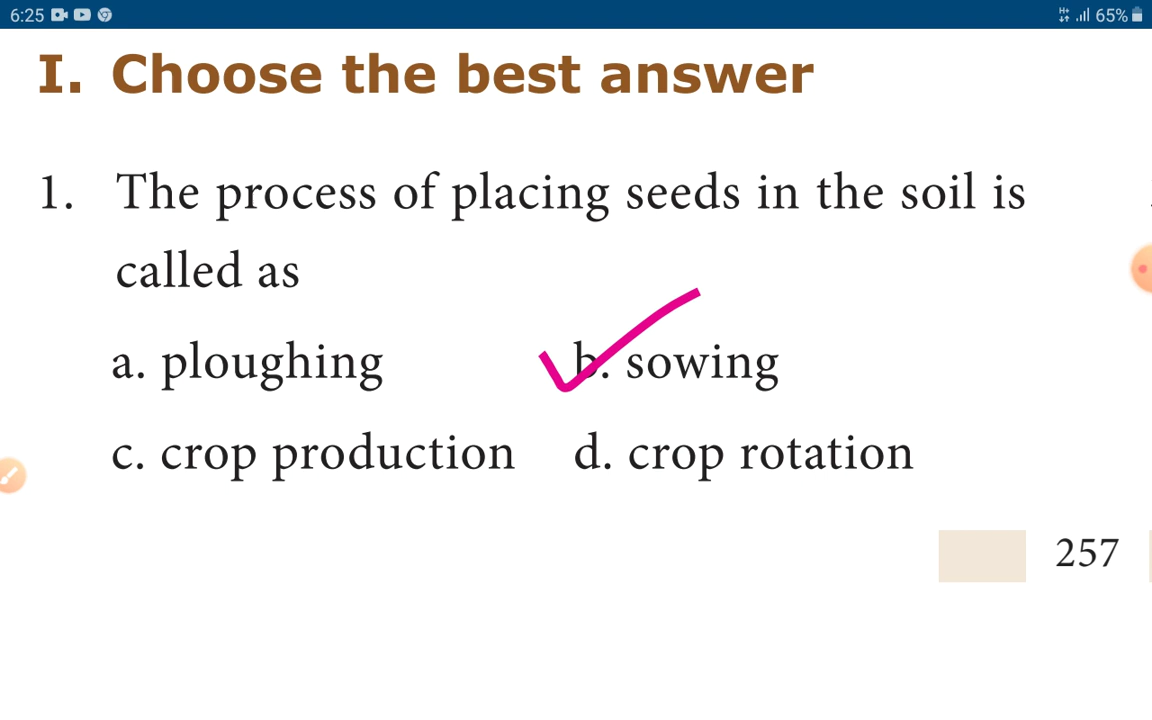 6:25 65%
I. Choose the best answer
1. The process of placing seeds in the soil is
called as
a. ploughing b. sowing
c. crop production d. crop rotation
257